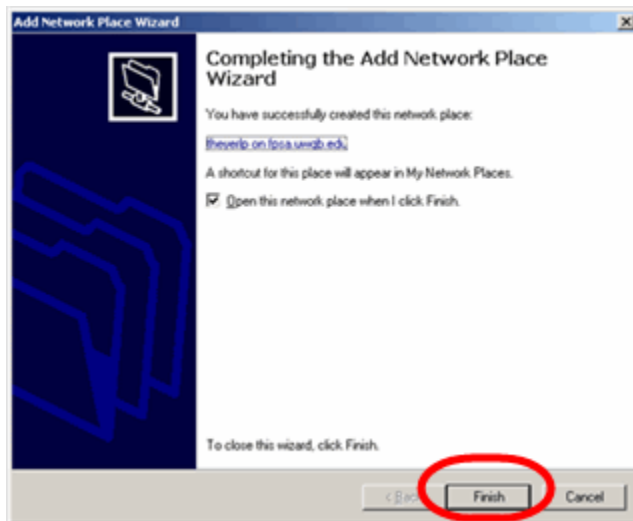 Add Network Place Wizard
Completing the Add Network Place
Wizard
You have successfully created this network place:
theyerlp on fpsa.uwgb.edu
A shortcut for this place will appear in My Network Places.
Open this network place when I click Finish.
To close this wizard, click Finish.
< Back Finish Cancel